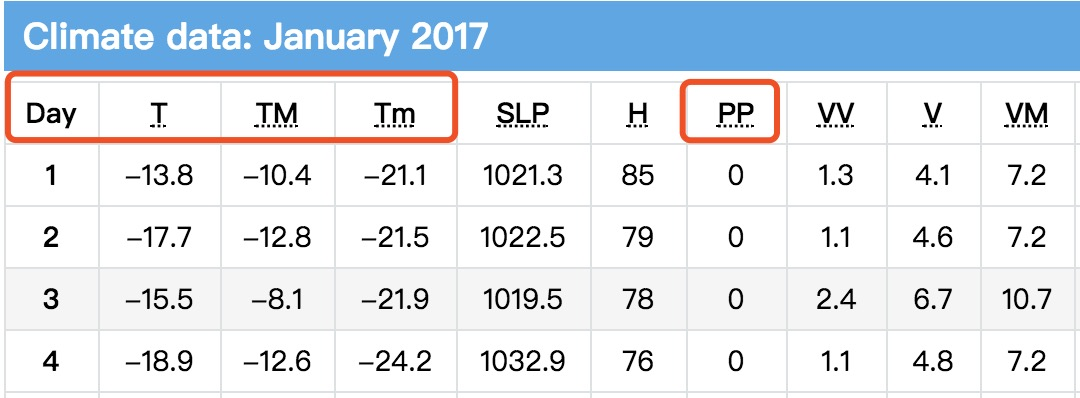 Climate data: January 2017
Day T TM Tm SLP H PP VV V VM
1 –13.8 –10.4 –21.1 1021.3 85 0 1.3 4.1 7.2
2 –17.7 –12.8 –21.5 1022.5 79 0 1.1 4.6 7.2
3 –15.5 –8.1 –21.9 1019.5 78 0 2.4 6.7 10.7
4 –18.9 –12.6 –24.2 1032.9 76 0 1.1 4.8 7.2